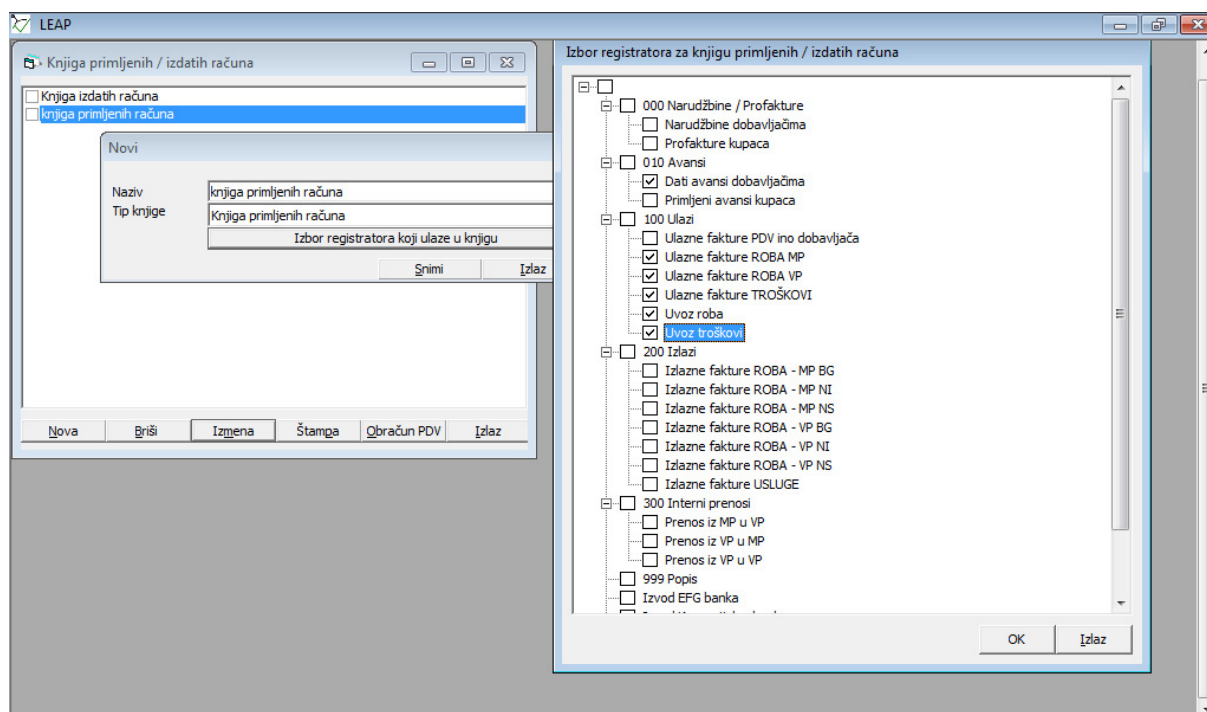 LEAP
Knjiga primljenih / izdatih računa
Knjiga izdatih računa
knjiga primljenih računa
Novi
Naziv
knjiga primljenih računa
Tip knjige
Knjiga primljenih računa
Izbor registratora koji ulaze u knjigu
Snimi
Izlaz
Nova
Briši
Izmena
Štampa
Obračun PDV
Izlaz
Izbor registratora za knjigu primljenih / izdatih računa
000 Narudžbine / Profakture
Narudžbine dobavljačima
Profakture kupaca
010 Avansi
Dati avansi dobavljačima
Primljeni avansi kupaca
100 Ulazi
Ulazne fakture PDV ino dobavljača
Ulazne fakture ROBA MP
Ulazne fakture ROBA VP
Ulazne fakture TROŠKOVI
Uvoz roba
Uvoz troškovi
200 Izlazi
Izlazne fakture ROBA - MP BG
Izlazne fakture ROBA - MP NI
Izlazne fakture ROBA - MP NS
Izlazne fakture ROBA - VP BG
Izlazne fakture ROBA - VP NI
Izlazne fakture ROBA - VP NS
Izlazne fakture USLUGE
300 Interni prenosi
Prenos iz MP u VP
Prenos iz VP u MP
Prenos iz VP u VP
999 Popis
Izvod EFG banka
OK
Izlaz